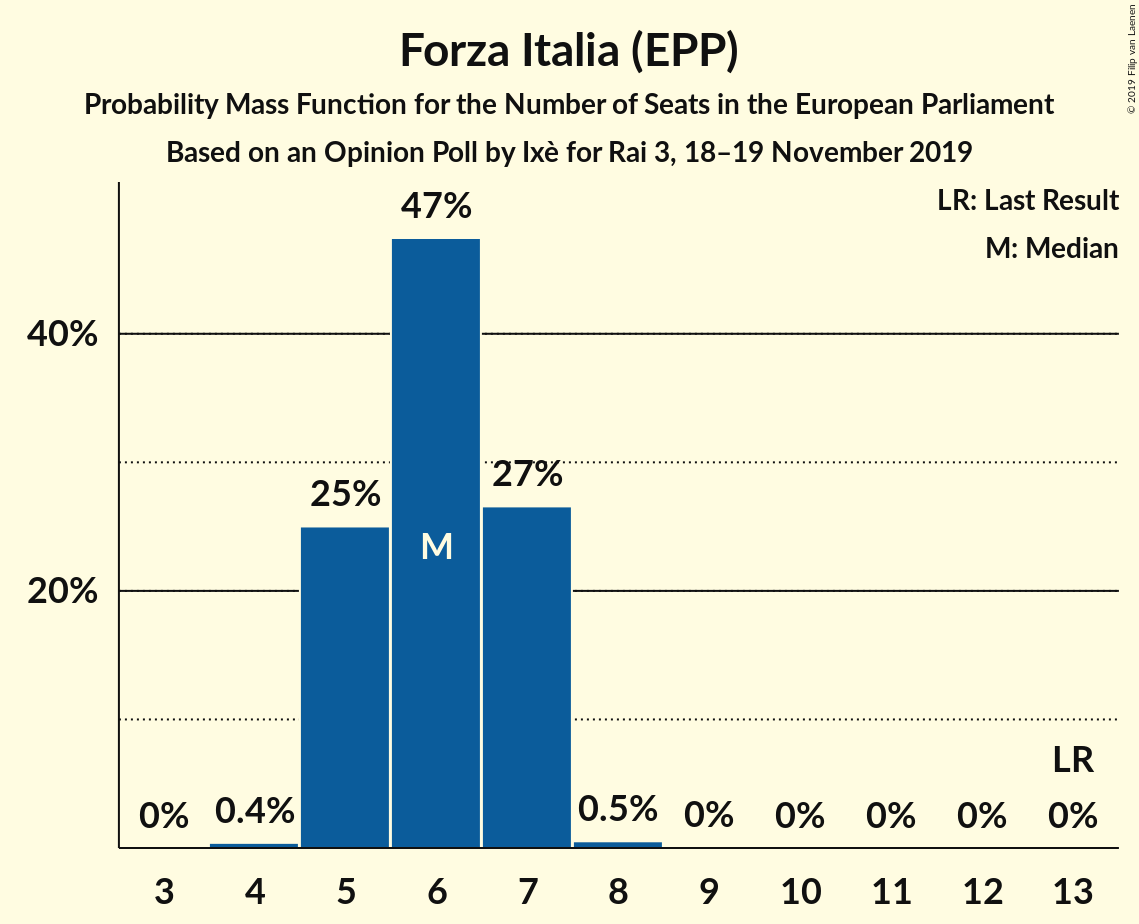 Forza Italia (EPP)
Probability Mass Function for the Number of Seats in the European Parliament
Based on an Opinion Poll by Ixè for Rai 3, 18–19 November 2019
© 2019 Filip van Laenen
LR: Last Result
M: Median
47%
40%
27%
25%
M
20%
LR
0% 0.4% 0.5% 0% 0% 0% 0% 0%
3 4 5 6 7 8 9 10 11 12 13